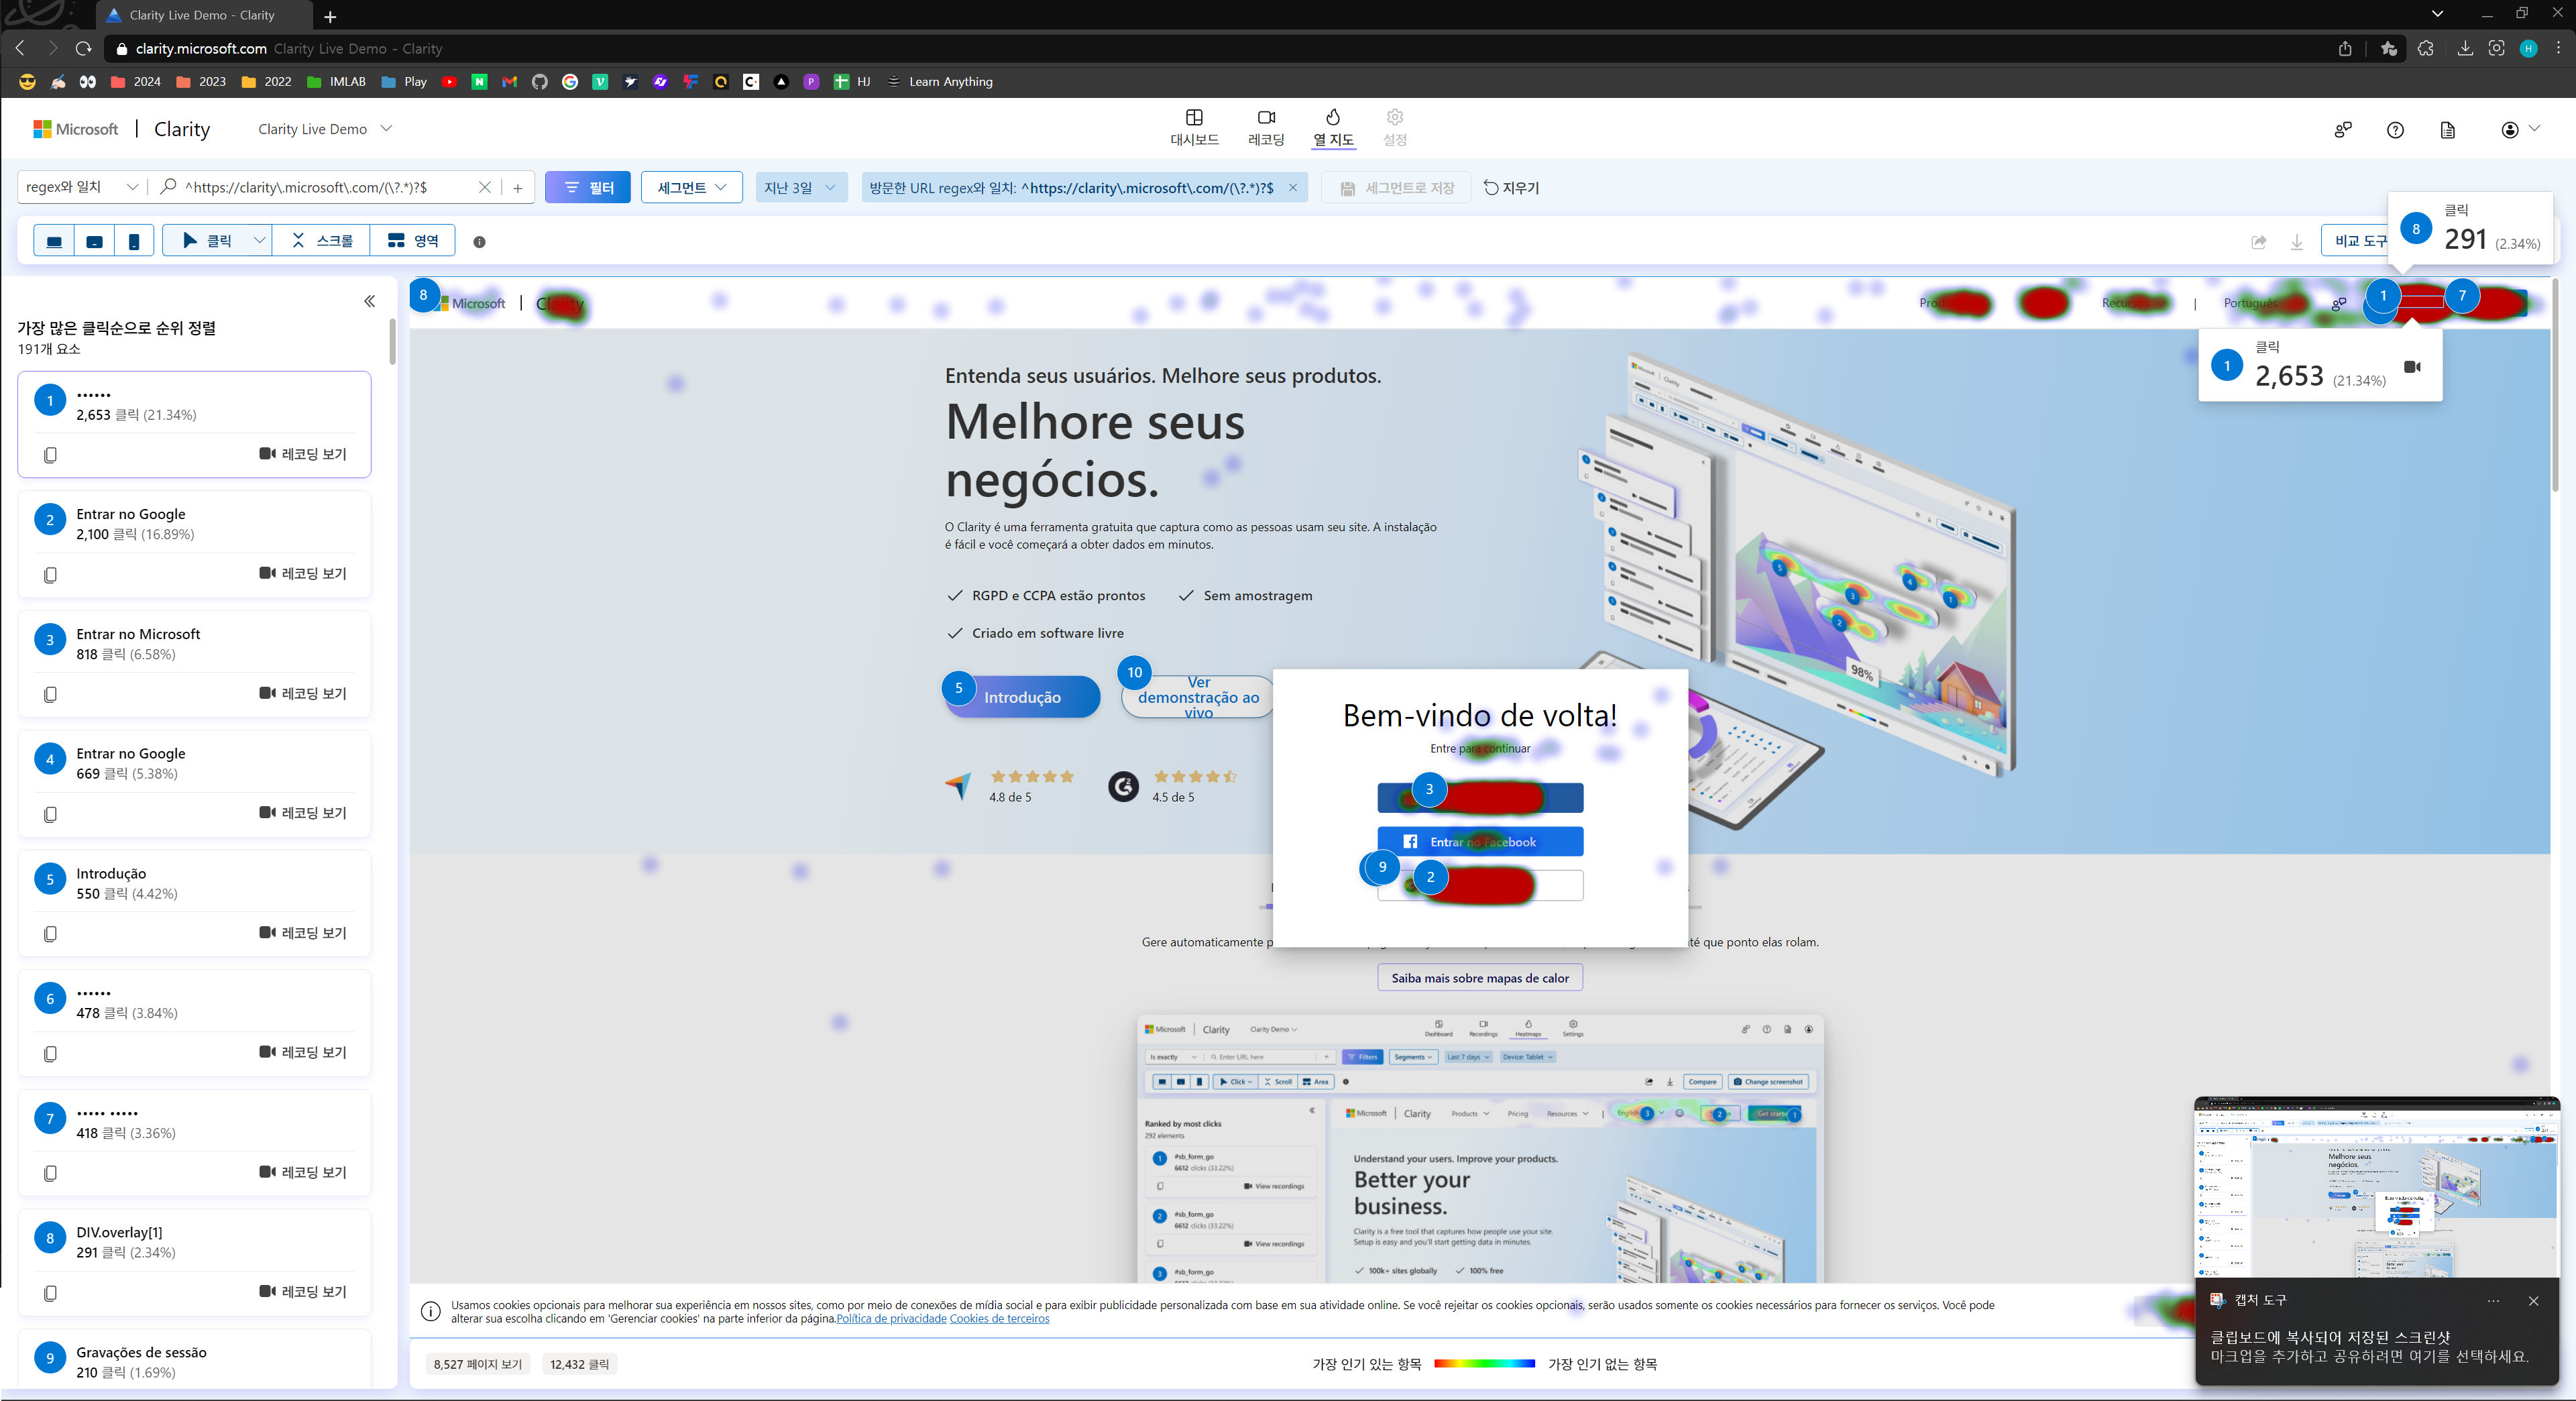 Clarity Live Demo - Clarity
clarity.microsoft.com Clarity Live Demo - Clarity
2024 2023 2022 IMLAB Play HJ Learn Anything
Microsoft | Clarity Clarity Live Demo
대시보드 레코딩 열 지도 설정
regex와 일치 ^https://clarity\.microsoft\.com/(\?.*)?$
필터 세그먼트 지난 3일 방문한 URL regex와 일치: ^https://clarity\.microsoft\.com/(\?.*)?$ 세그먼트로 저장 지우기
클릭 스크롤 영역
비교 도구
8 클릭
291 (2.34%)
가장 많은 클릭순으로 순위 정렬
191개 요소
1 ••••••
2,653 클릭 (21.34%)
레코딩 보기
2 Entrar no Google
2,100 클릭 (16.89%)
레코딩 보기
3 Entrar no Microsoft
818 클릭 (6.58%)
레코딩 보기
4 Entrar no Google
669 클릭 (5.38%)
레코딩 보기
5 Introdução
550 클릭 (4.42%)
레코딩 보기
6 ••••••
478 클릭 (3.84%)
레코딩 보기
7 ••••• •••••
418 클릭 (3.36%)
레코딩 보기
8 DIV.overlay[1]
291 클릭 (2.34%)
레코딩 보기
9 Gravações de sessão
210 클릭 (1.69%)
8 Microsoft | Clarity
Português
1 7
1 클릭
2,653 (21.34%)
Entenda seus usuários. Melhore seus produtos.
Melhore seus
negócios.
O Clarity é uma ferramenta gratuita que captura como as pessoas usam seu site. A instalação
é fácil e você começará a obter dados em minutos.
RGPD e CCPA estão prontos Sem amostragem
Criado em software livre
5 Introdução
10 Ver
demonstração ao
vivo
4.8 de 5 4.5 de 5
98%
Bem-vindo de volta!
Entre para continuar
3
Entrar no Facebook
9 2
Gere automaticamente
até que ponto elas rolam.
Saiba mais sobre mapas de calor
Microsoft | Clarity Clarity Demo
Dashboard Recordings Heatmaps Settings
Is exactly Enter URL here Filters Segments Last 7 days Device: Tablet
Click Scroll Area Compare Change screenshot
Ranked by most clicks
292 elements
1 #sb_form_go
6612 clicks (33.22%)
View recordings
2 #sb_form_go
6612 clicks (33.22%)
View recordings
3 #sb_form_go
Microsoft | Clarity Products Pricing Resources | English 3 2 Get started 1
Understand your users. Improve your products.
Better your
business.
Clarity is a free tool that captures how people use your site.
Setup is easy and you'll start getting data in minutes.
100k+ sites globally 100% free
Usamos cookies opcionais para melhorar sua experiência em nossos sites, como por meio de conexões de mídia social e para exibir publicidade personalizada com base em sua atividade online. Se você rejeitar os cookies opcionais, serão usados somente os cookies necessários para fornecer os serviços. Você pode
alterar sua escolha clicando em 'Gerenciar cookies' na parte inferior da página.Política de privacidade Cookies de terceiros
8,527 페이지 보기 12,432 클릭
가장 인기 있는 항목 가장 인기 없는 항목
캡처 도구
클립보드에 복사되어 저장된 스크린샷
마크업을 추가하고 공유하려면 여기를 선택하세요.